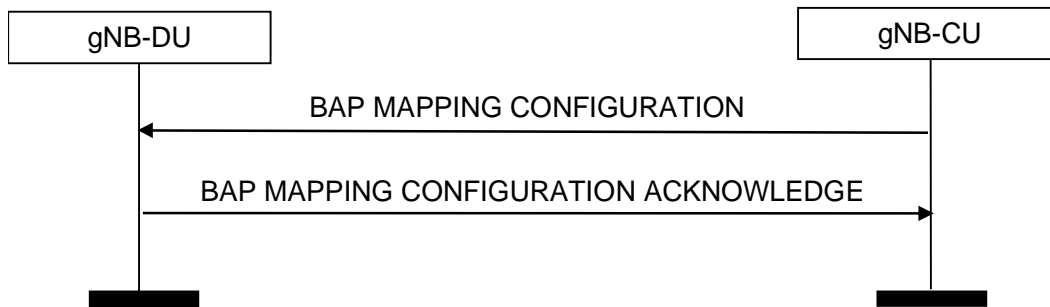 gNB-DU
gNB-CU
BAP MAPPING CONFIGURATION
BAP MAPPING CONFIGURATION ACKNOWLEDGE